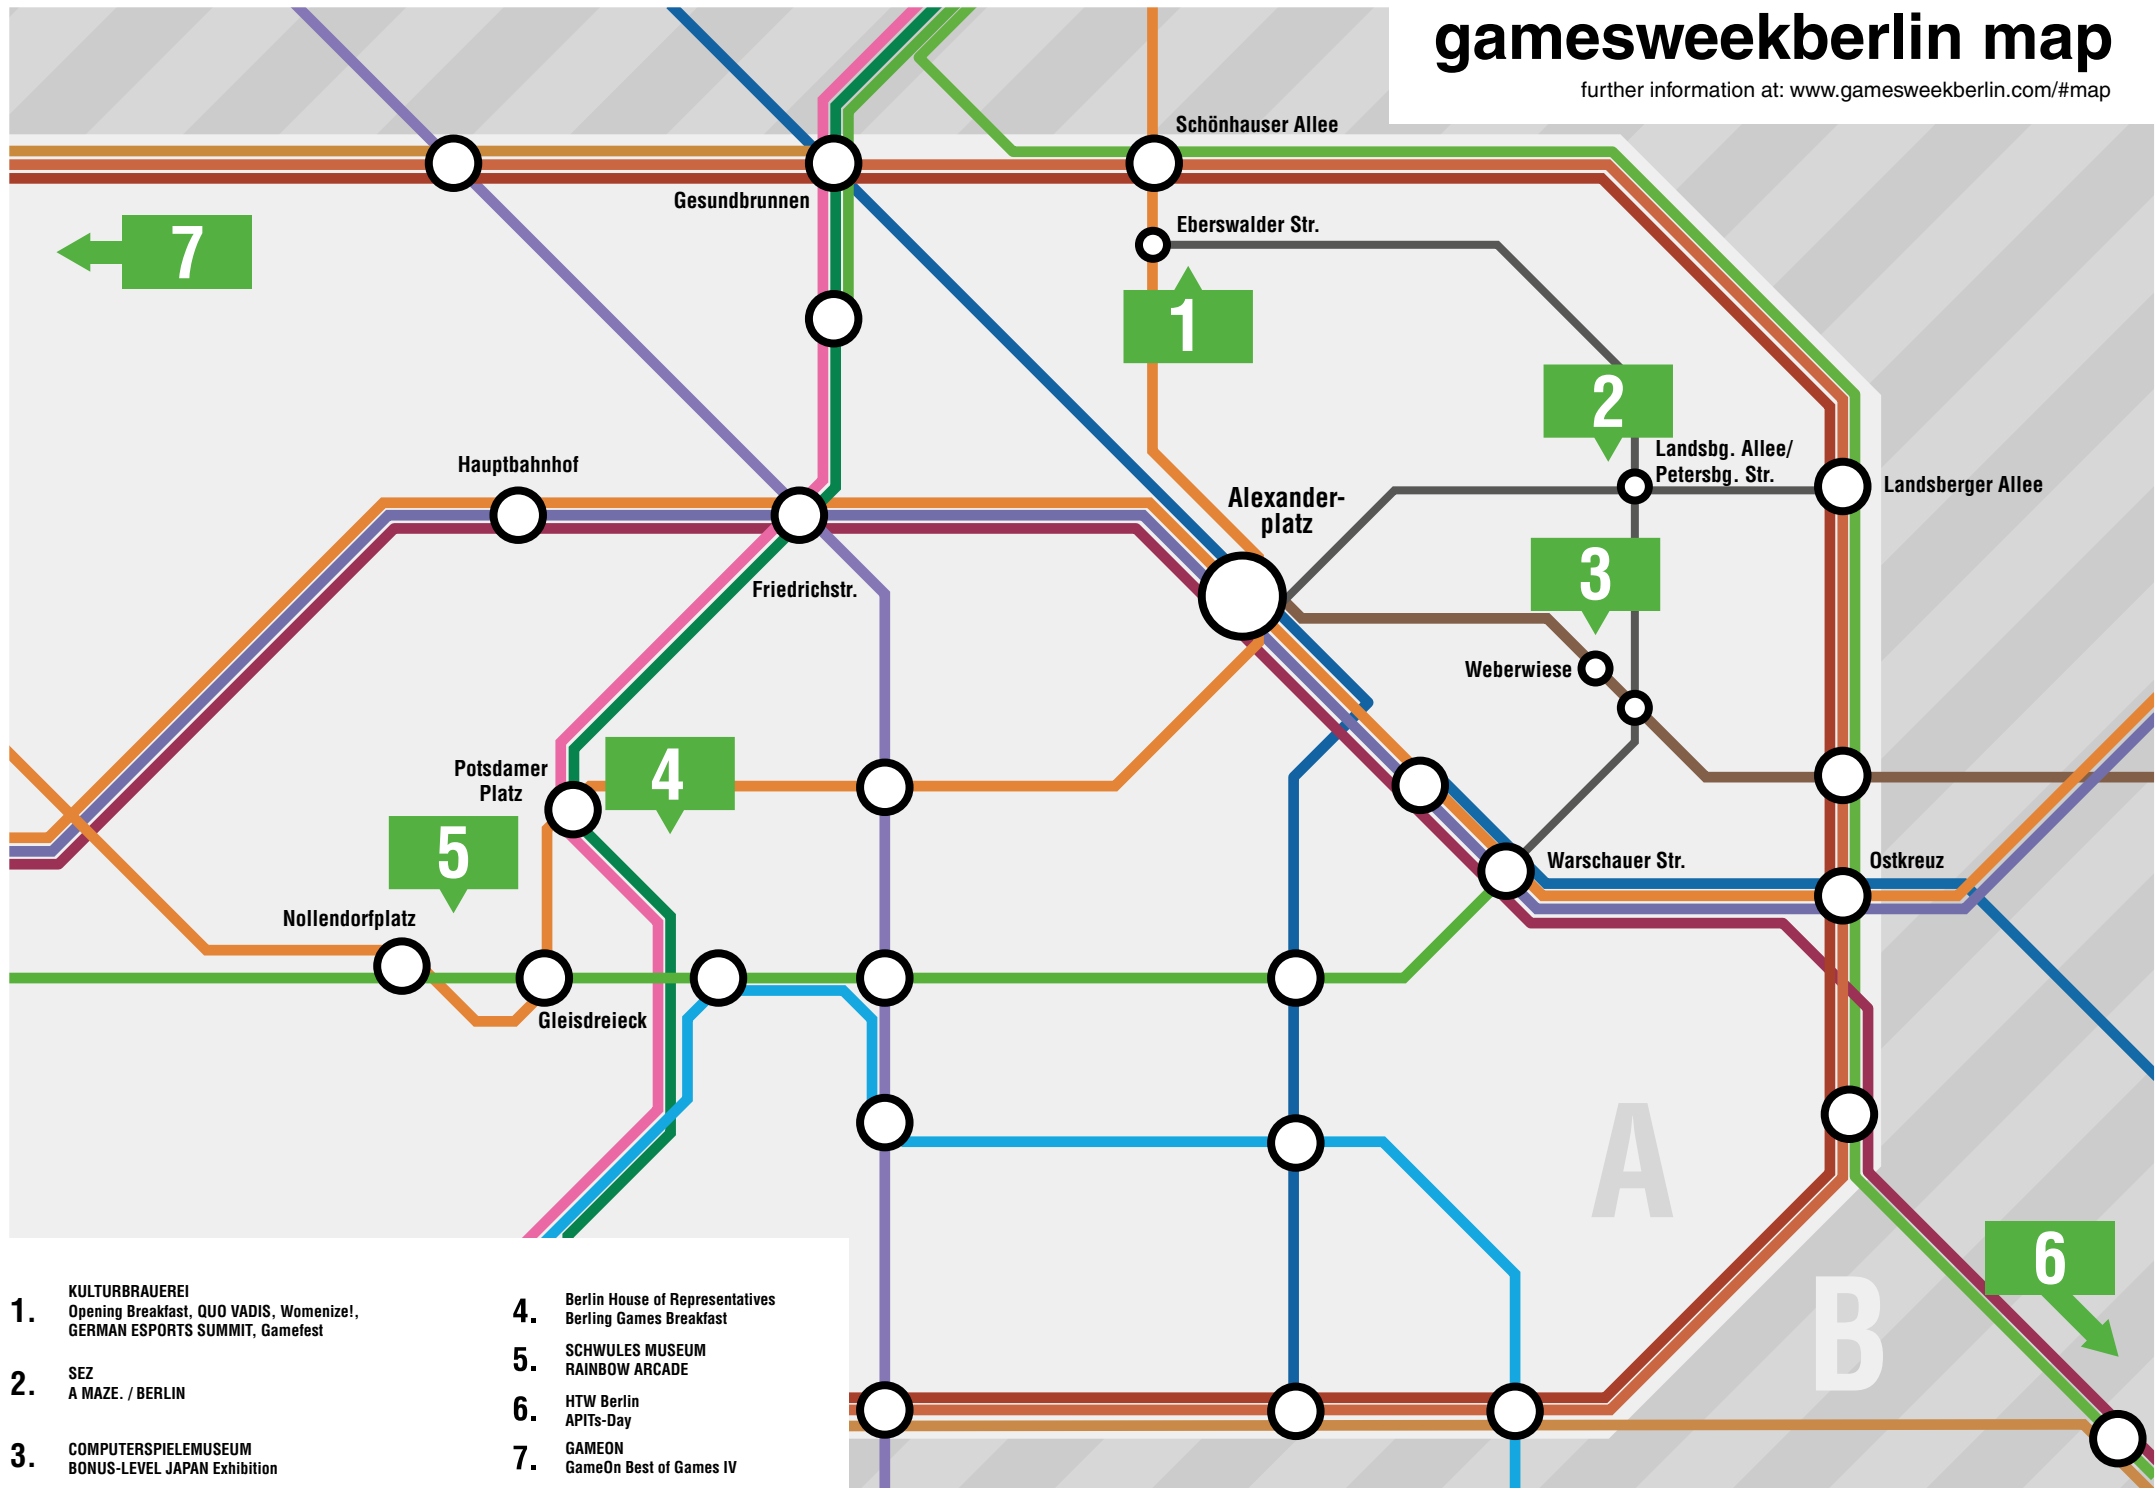 gamesweekberlin map
further information at: www.gamesweekberlin.com/#map
Schönhauser Allee
Gesundbrunnen
Eberswalder Str.
7
1
2
Hauptbahnhof
Landsbg. Allee/
Petersbg. Str.
Landsberger Allee
Alexander-
platz
3
Friedrichstr.
Weberwiese
Potsdamer
Platz
4
5
Warschauer Str.
Ostkreuz
Nollendorfplatz
Gleisdreieck
A
B
6
1.
KULTURBRAUEREI
Opening Breakfast, QUO VADIS, Womenize!,
GERMAN ESPORTS SUMMIT, Gamefest
2.
SEZ
A MAZE. / BERLIN
3.
COMPUTERSPIELEMUSEUM
BONUS-LEVEL JAPAN Exhibition
4.
Berlin House of Representatives
Berling Games Breakfast
5.
SCHWULES MUSEUM
RAINBOW ARCADE
6.
HTW Berlin
APITs-Day
7.
GAMEON
GameOn Best of Games IV